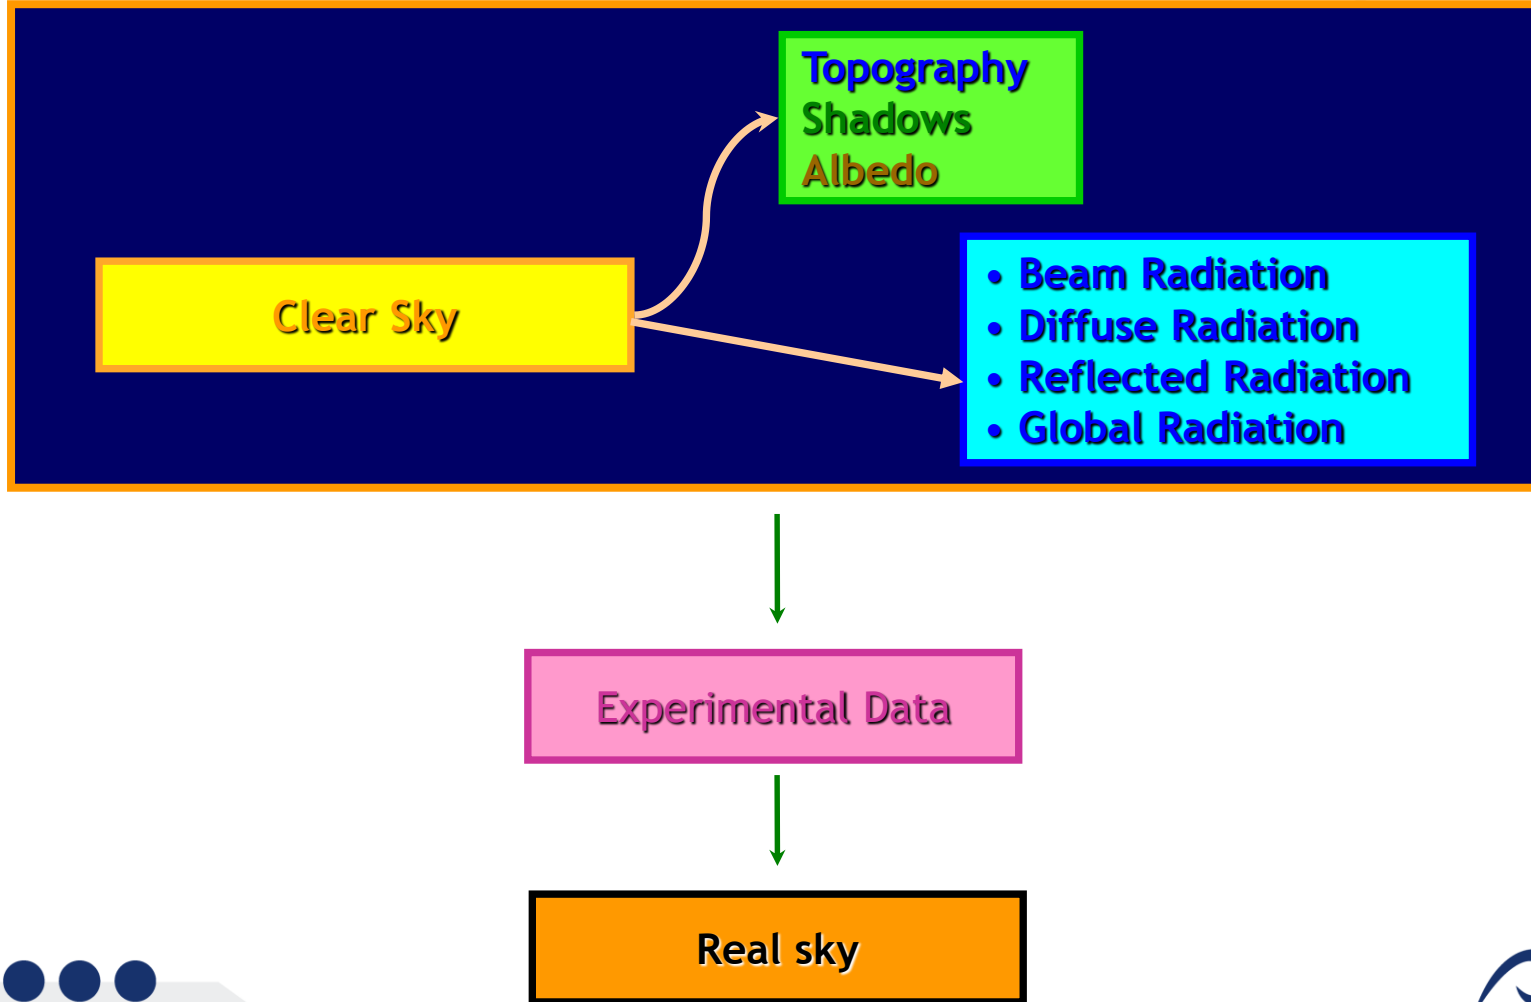 Topography
Shadows
Albedo
Clear Sky
• Beam Radiation
• Diffuse Radiation
• Reflected Radiation
• Global Radiation
Experimental Data
Real sky